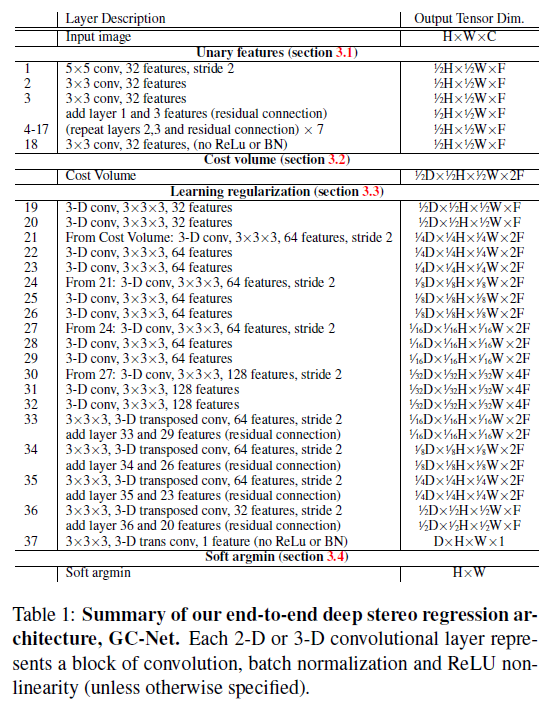 Layer Description Output Tensor Dim.
Input image H×W×C
Unary features (section 3.1)
1 5×5 conv, 32 features, stride 2 ½H×½W×F
2 3×3 conv, 32 features ½H×½W×F
3 3×3 conv, 32 features ½H×½W×F
add layer 1 and 3 features (residual connection) ½H×½W×F
4-17 (repeat layers 2,3 and residual connection) × 7 ½H×½W×F
18 3×3 conv, 32 features, (no ReLu or BN) ½H×½W×F
Cost volume (section 3.2)
Cost Volume ½D×½H×½W×2F
Learning regularization (section 3.3)
19 3-D conv, 3×3×3, 32 features ½D×½H×½W×F
20 3-D conv, 3×3×3, 32 features ½D×½H×½W×F
21 From Cost Volume: 3-D conv, 3×3×3, 64 features, stride 2 ¼D×¼H×¼W×2F
22 3-D conv, 3×3×3, 64 features ¼D×¼H×¼W×2F
23 3-D conv, 3×3×3, 64 features ¼D×¼H×¼W×2F
24 From 21: 3-D conv, 3×3×3, 64 features, stride 2 ⅛D×⅛H×⅛W×2F
25 3-D conv, 3×3×3, 64 features ⅛D×⅛H×⅛W×2F
26 3-D conv, 3×3×3, 64 features ⅛D×⅛H×⅛W×2F
27 From 24: 3-D conv, 3×3×3, 64 features, stride 2 1/16D×1/16H×1/16W×2F
28 3-D conv, 3×3×3, 64 features 1/16D×1/16H×1/16W×2F
29 3-D conv, 3×3×3, 64 features 1/16D×1/16H×1/16W×2F
30 From 27: 3-D conv, 3×3×3, 128 features, stride 2 1/32D×1/32H×1/32W×4F
31 3-D conv, 3×3×3, 128 features 1/32D×1/32H×1/32W×4F
32 3-D conv, 3×3×3, 128 features 1/32D×1/32H×1/32W×4F
33 3×3×3, 3-D transposed conv, 64 features, stride 2 1/16D×1/16H×1/16W×2F
add layer 33 and 29 features (residual connection) 1/16D×1/16H×1/16W×2F
34 3×3×3, 3-D transposed conv, 64 features, stride 2 ⅛D×⅛H×⅛W×2F
add layer 34 and 26 features (residual connection) ⅛D×⅛H×⅛W×2F
35 3×3×3, 3-D transposed conv, 64 features, stride 2 ¼D×¼H×¼W×2F
add layer 35 and 23 features (residual connection) ¼D×¼H×¼W×2F
36 3×3×3, 3-D transposed conv, 32 features, stride 2 ½D×½H×½W×F
add layer 36 and 20 features (residual connection) ½D×½H×½W×F
37 3×3×3, 3-D trans conv, 1 feature (no ReLu or BN) D×H×W×1
Soft argmin (section 3.4)
Soft argmin H×W
Table 1: Summary of our end-to-end deep stereo regression ar-
chitecture, GC-Net. Each 2-D or 3-D convolutional layer repre-
sents a block of convolution, batch normalization and ReLU non-
linearity (unless otherwise specified).